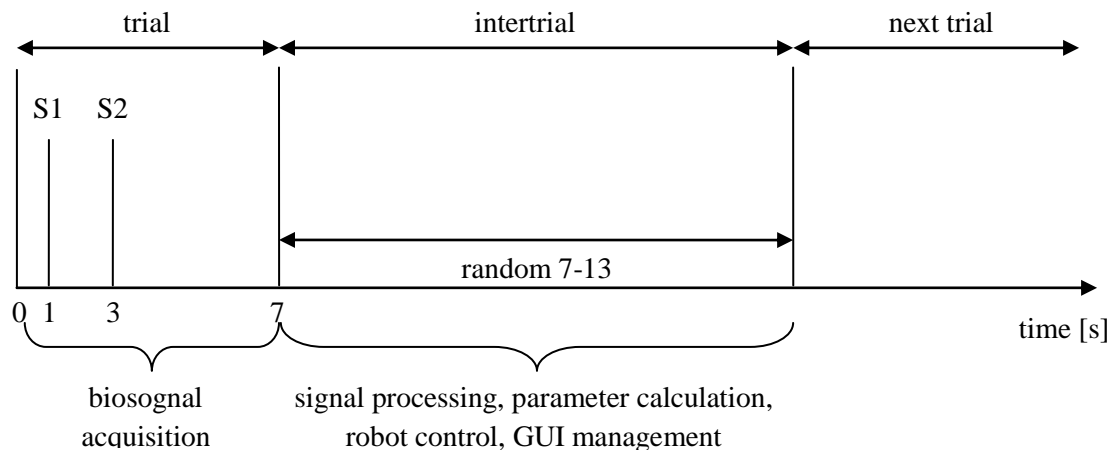 trial intertrial next trial
S1 S2
random 7-13
0 1 3 7
time [s]
biosognal signal processing, parameter calculation,
acquisition robot control, GUI management